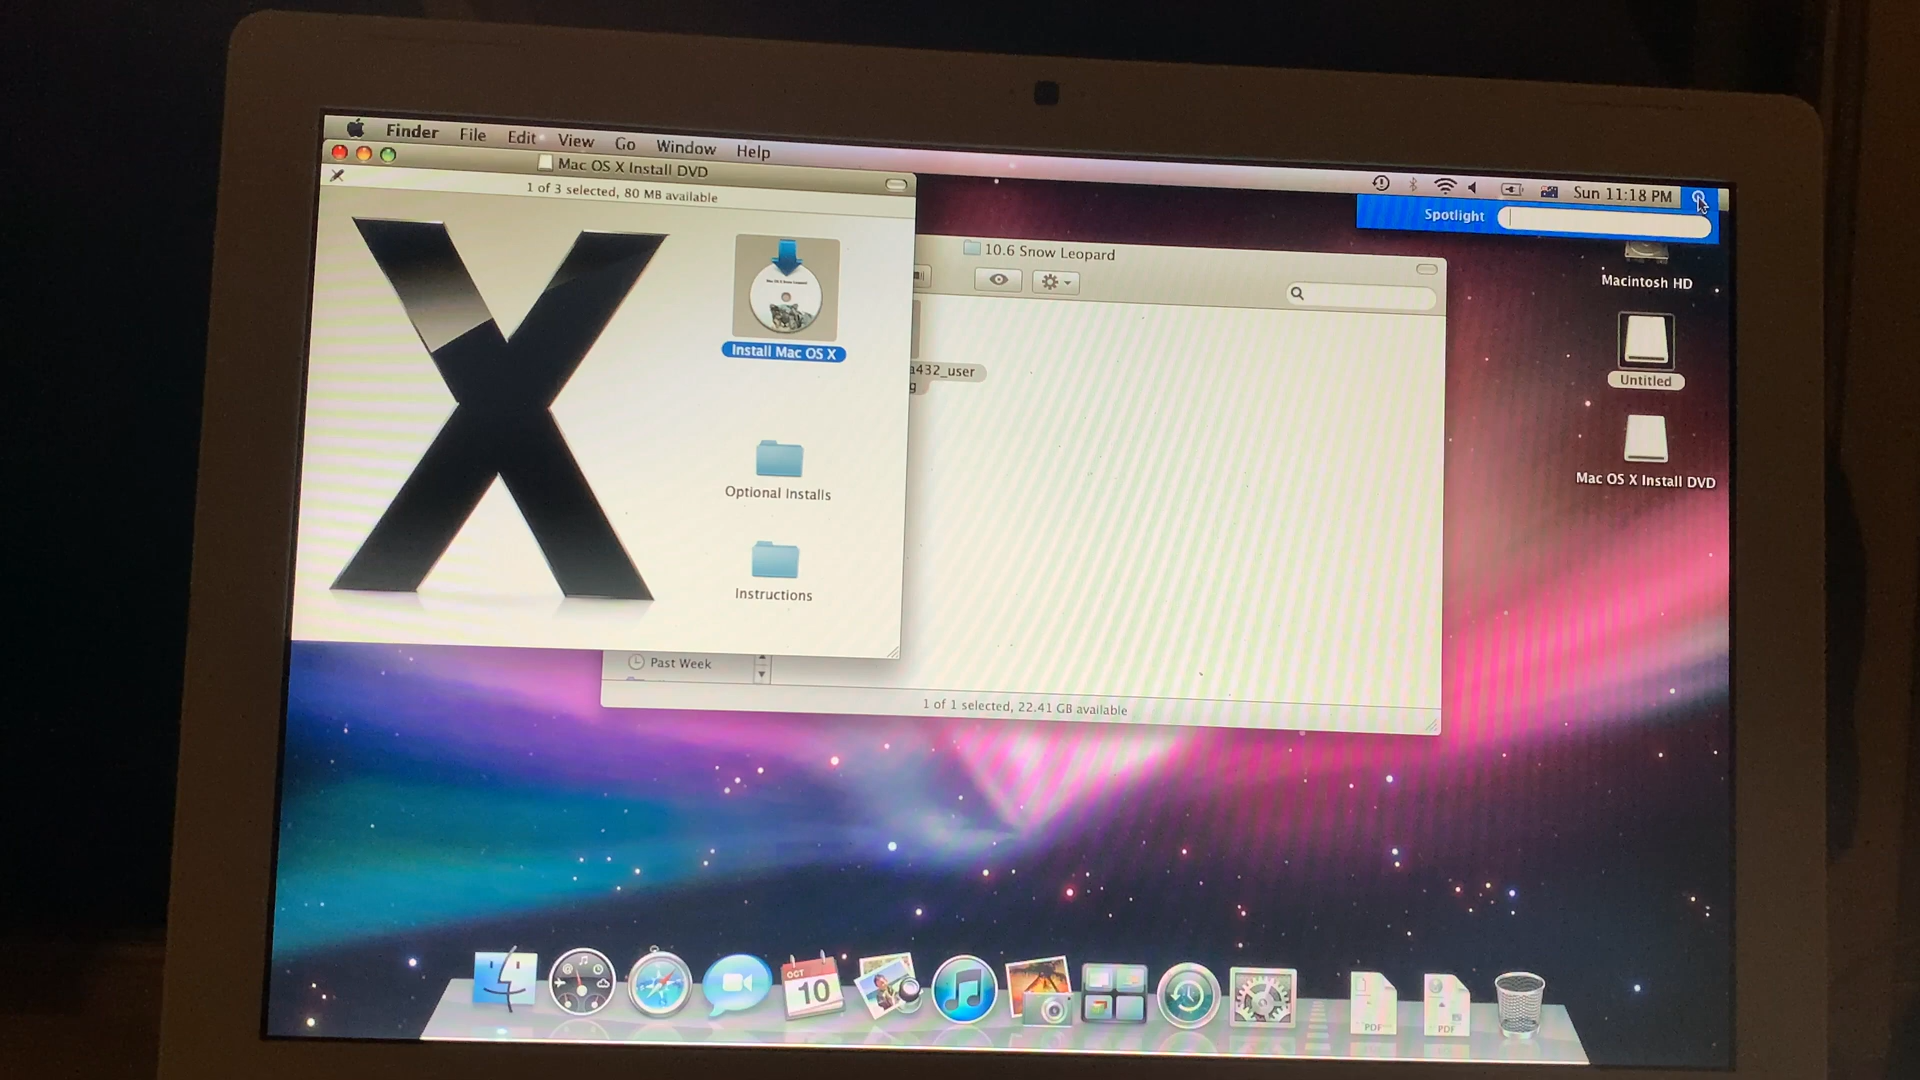 Finder File Edit View Go Window Help
Sun 11:18 PM
Mac OS X Install DVD
1 of 3 selected, 80 MB available
Spotlight
Install Mac OS X
Optional Installs
Instructions
10.6 Snow Leopard
a432_user
g
Past Week
1 of 1 selected, 22.41 GB available
Macintosh HD
Untitled
Mac OS X Install DVD
OCT
10
PDF
PDF